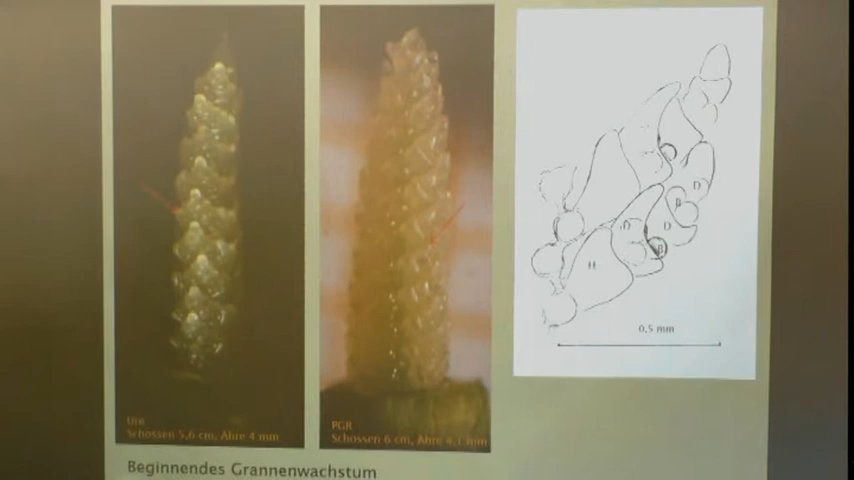 Unk
Schossen 5,6 cm, Ähre 4 mm
PGR
Schossen 6 cm, Ähre 4,1 mm
D
B
D
D
B
H
0,5 mm
Beginnendes Grannenwachstum